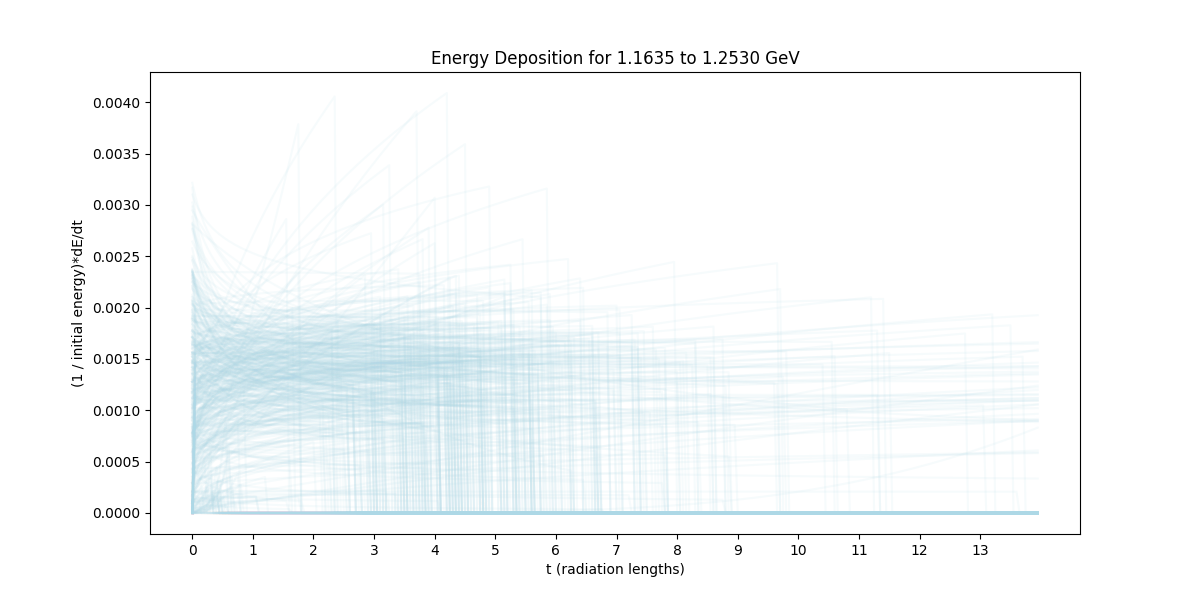 Energy Deposition for 1.1635 to 1.2530 GeV
(1 / initial energy)*dE/dt
0.0040
0.0035
0.0030
0.0025
0.0020
0.0015
0.0010
0.0005
0.0000
0 1 2 3 4 5 6 7 8 9 10 11 12 13
t (radiation lengths)